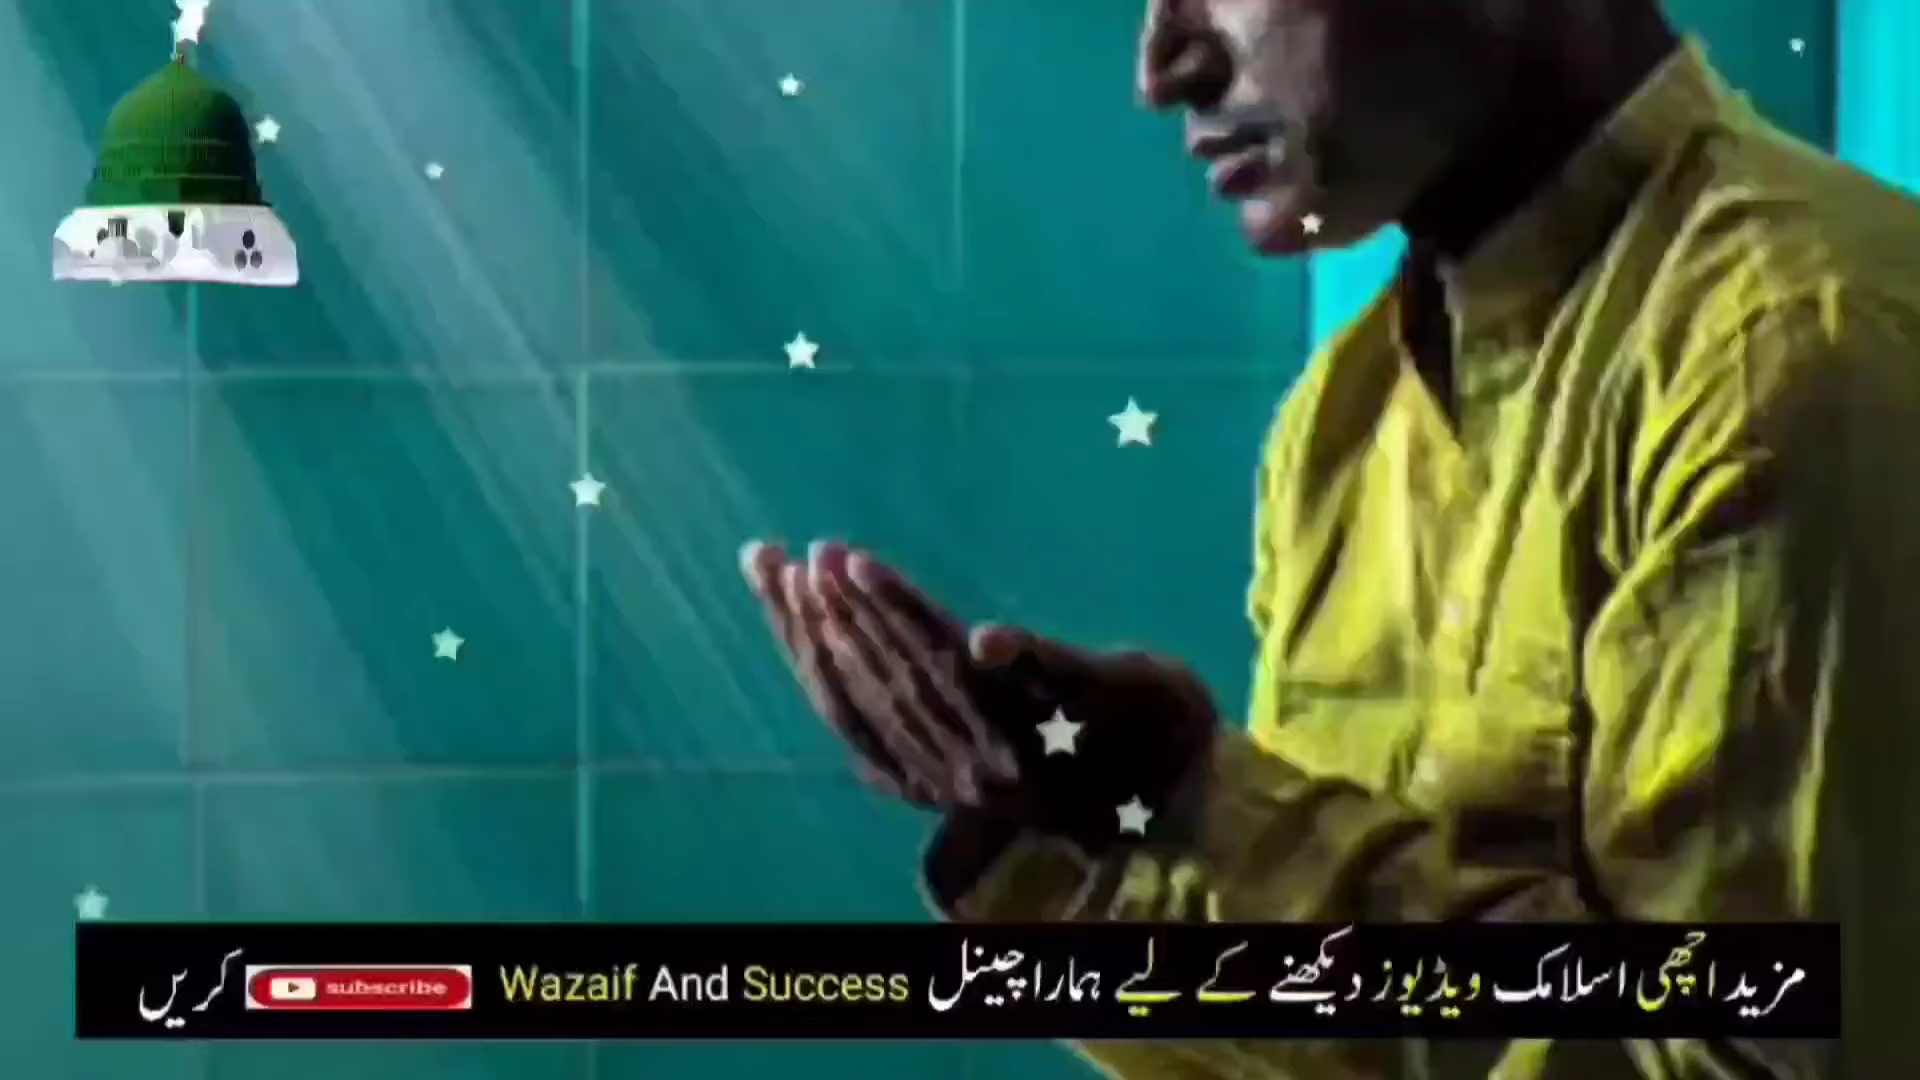 مزید اچھی اسلامک ویڈیوز دیکھنے کے لیے ہمارا چینل Wazaif And Success subscribe کریں